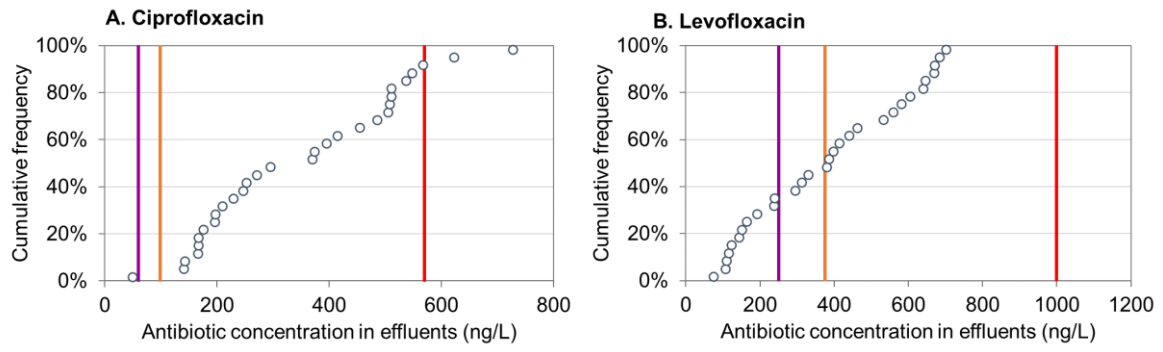 A. Ciprofloxacin
Cumulative frequency
100%
80%
60%
40%
20%
0%
0 200 400 600 800
Antibiotic concentration in effluents (ng/L)
B. Levofloxacin
Cumulative frequency
100%
80%
60%
40%
20%
0%
0 200 400 600 800 1000 1200
Antibiotic concentration in effluents (ng/L)